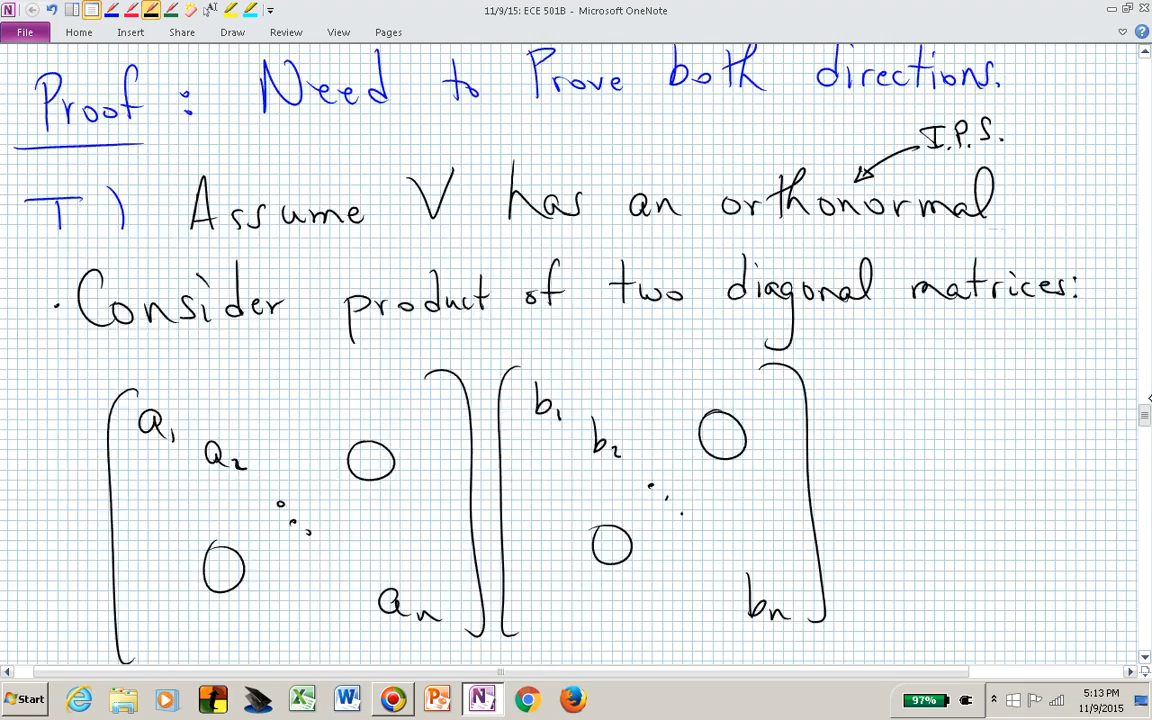 11/9/15: ECE 501B - Microsoft OneNote
File Home Insert Share Draw Review View Pages
Proof: Need to Prove both directions.
I.P.S.
I) Assume V has an orthonormal
· Consider product of two diagonal matrices:
a₁ b₁
a₂ 0 b₂ 0
⋱ ⋱
0 0
aₙ bₙ
Start 97% 5:13 PM
11/9/2015